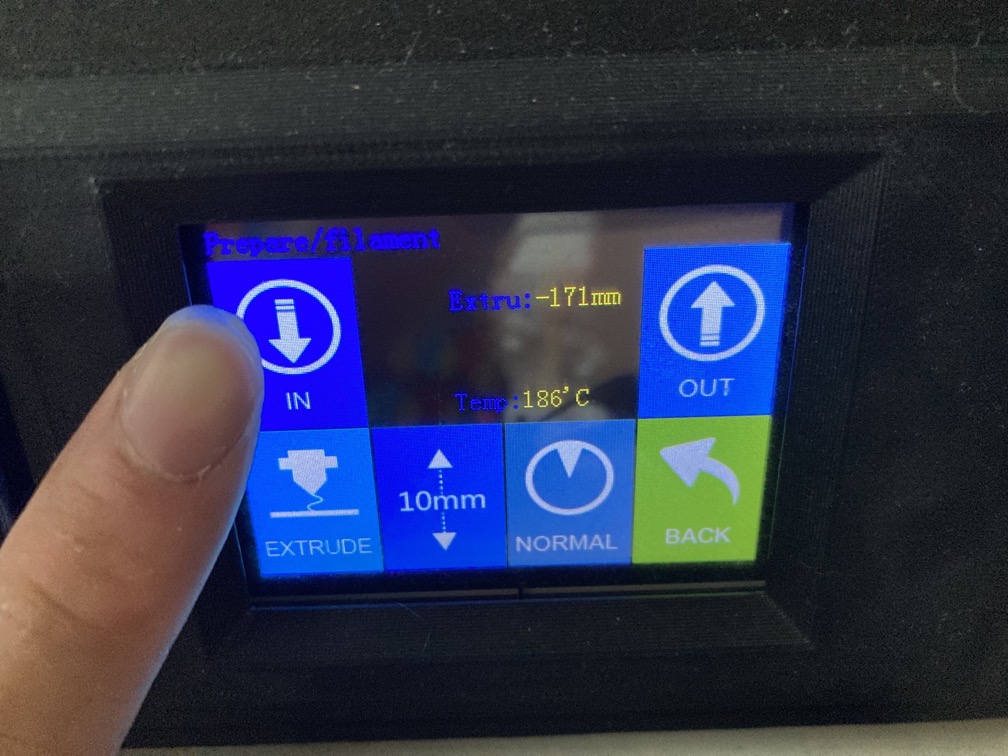 Prepare/filament
IN
Extru:-171mm
Temp:186°C
OUT
EXTRUDE
10mm
NORMAL
BACK